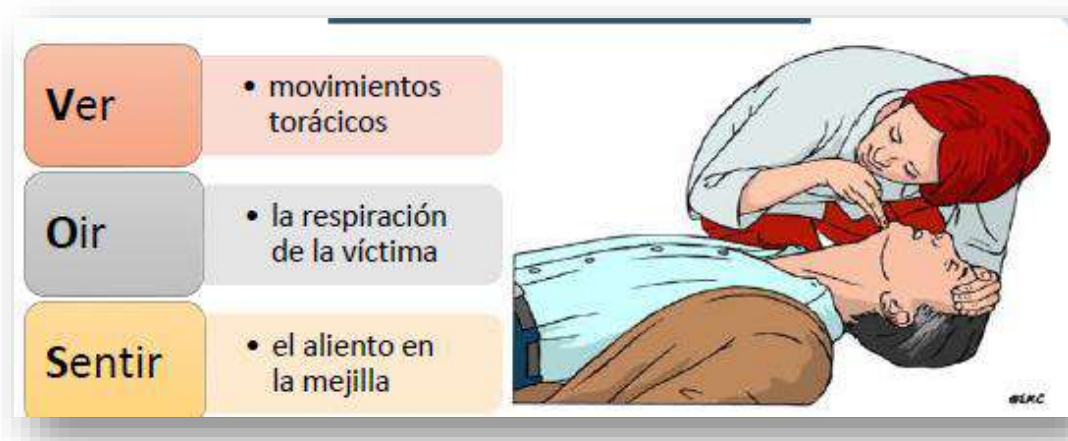 Ver
• movimientos
torácicos
Oir
• la respiración
de la víctima
Sentir
• el aliento en
la mejilla